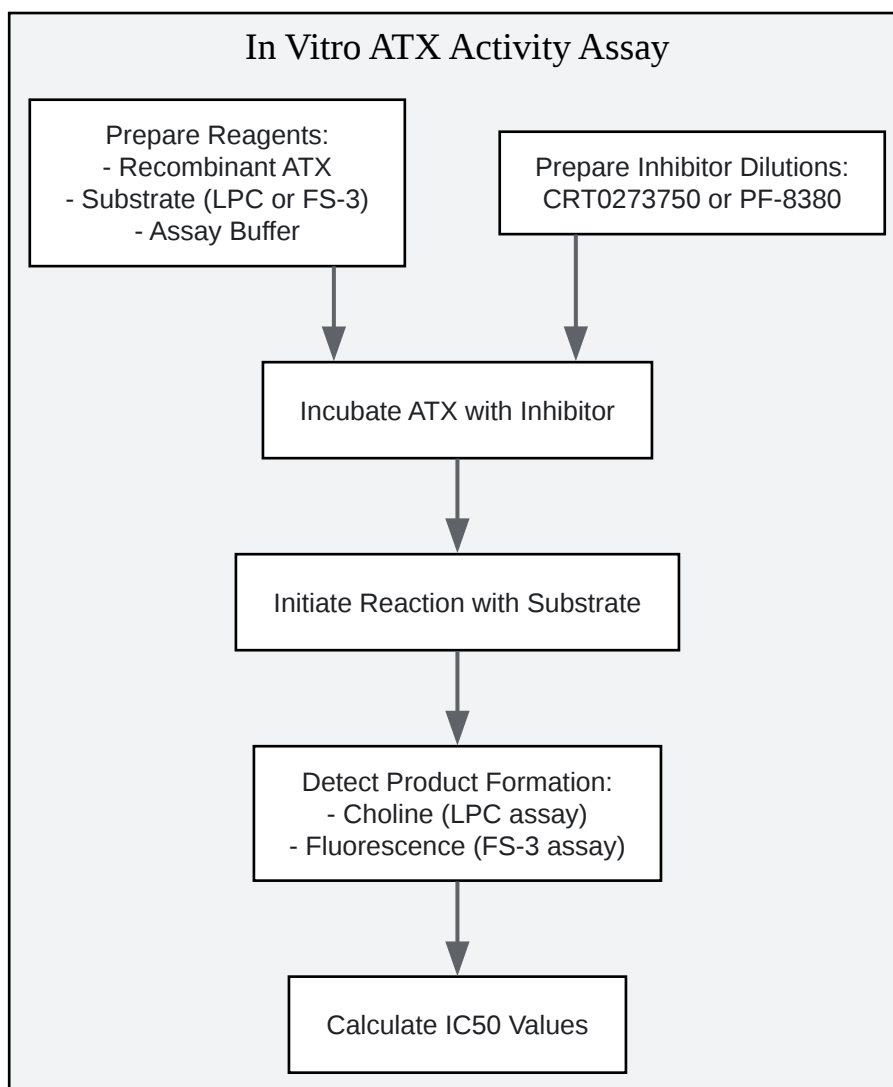 In Vitro ATX Activity Assay
Prepare Reagents:
- Recombinant ATX
- Substrate (LPC or FS-3)
- Assay Buffer
Prepare Inhibitor Dilutions:
CRT0273750 or PF-8380
Incubate ATX with Inhibitor
Initiate Reaction with Substrate
Detect Product Formation:
- Choline (LPC assay)
- Fluorescence (FS-3 assay)
Calculate IC50 Values